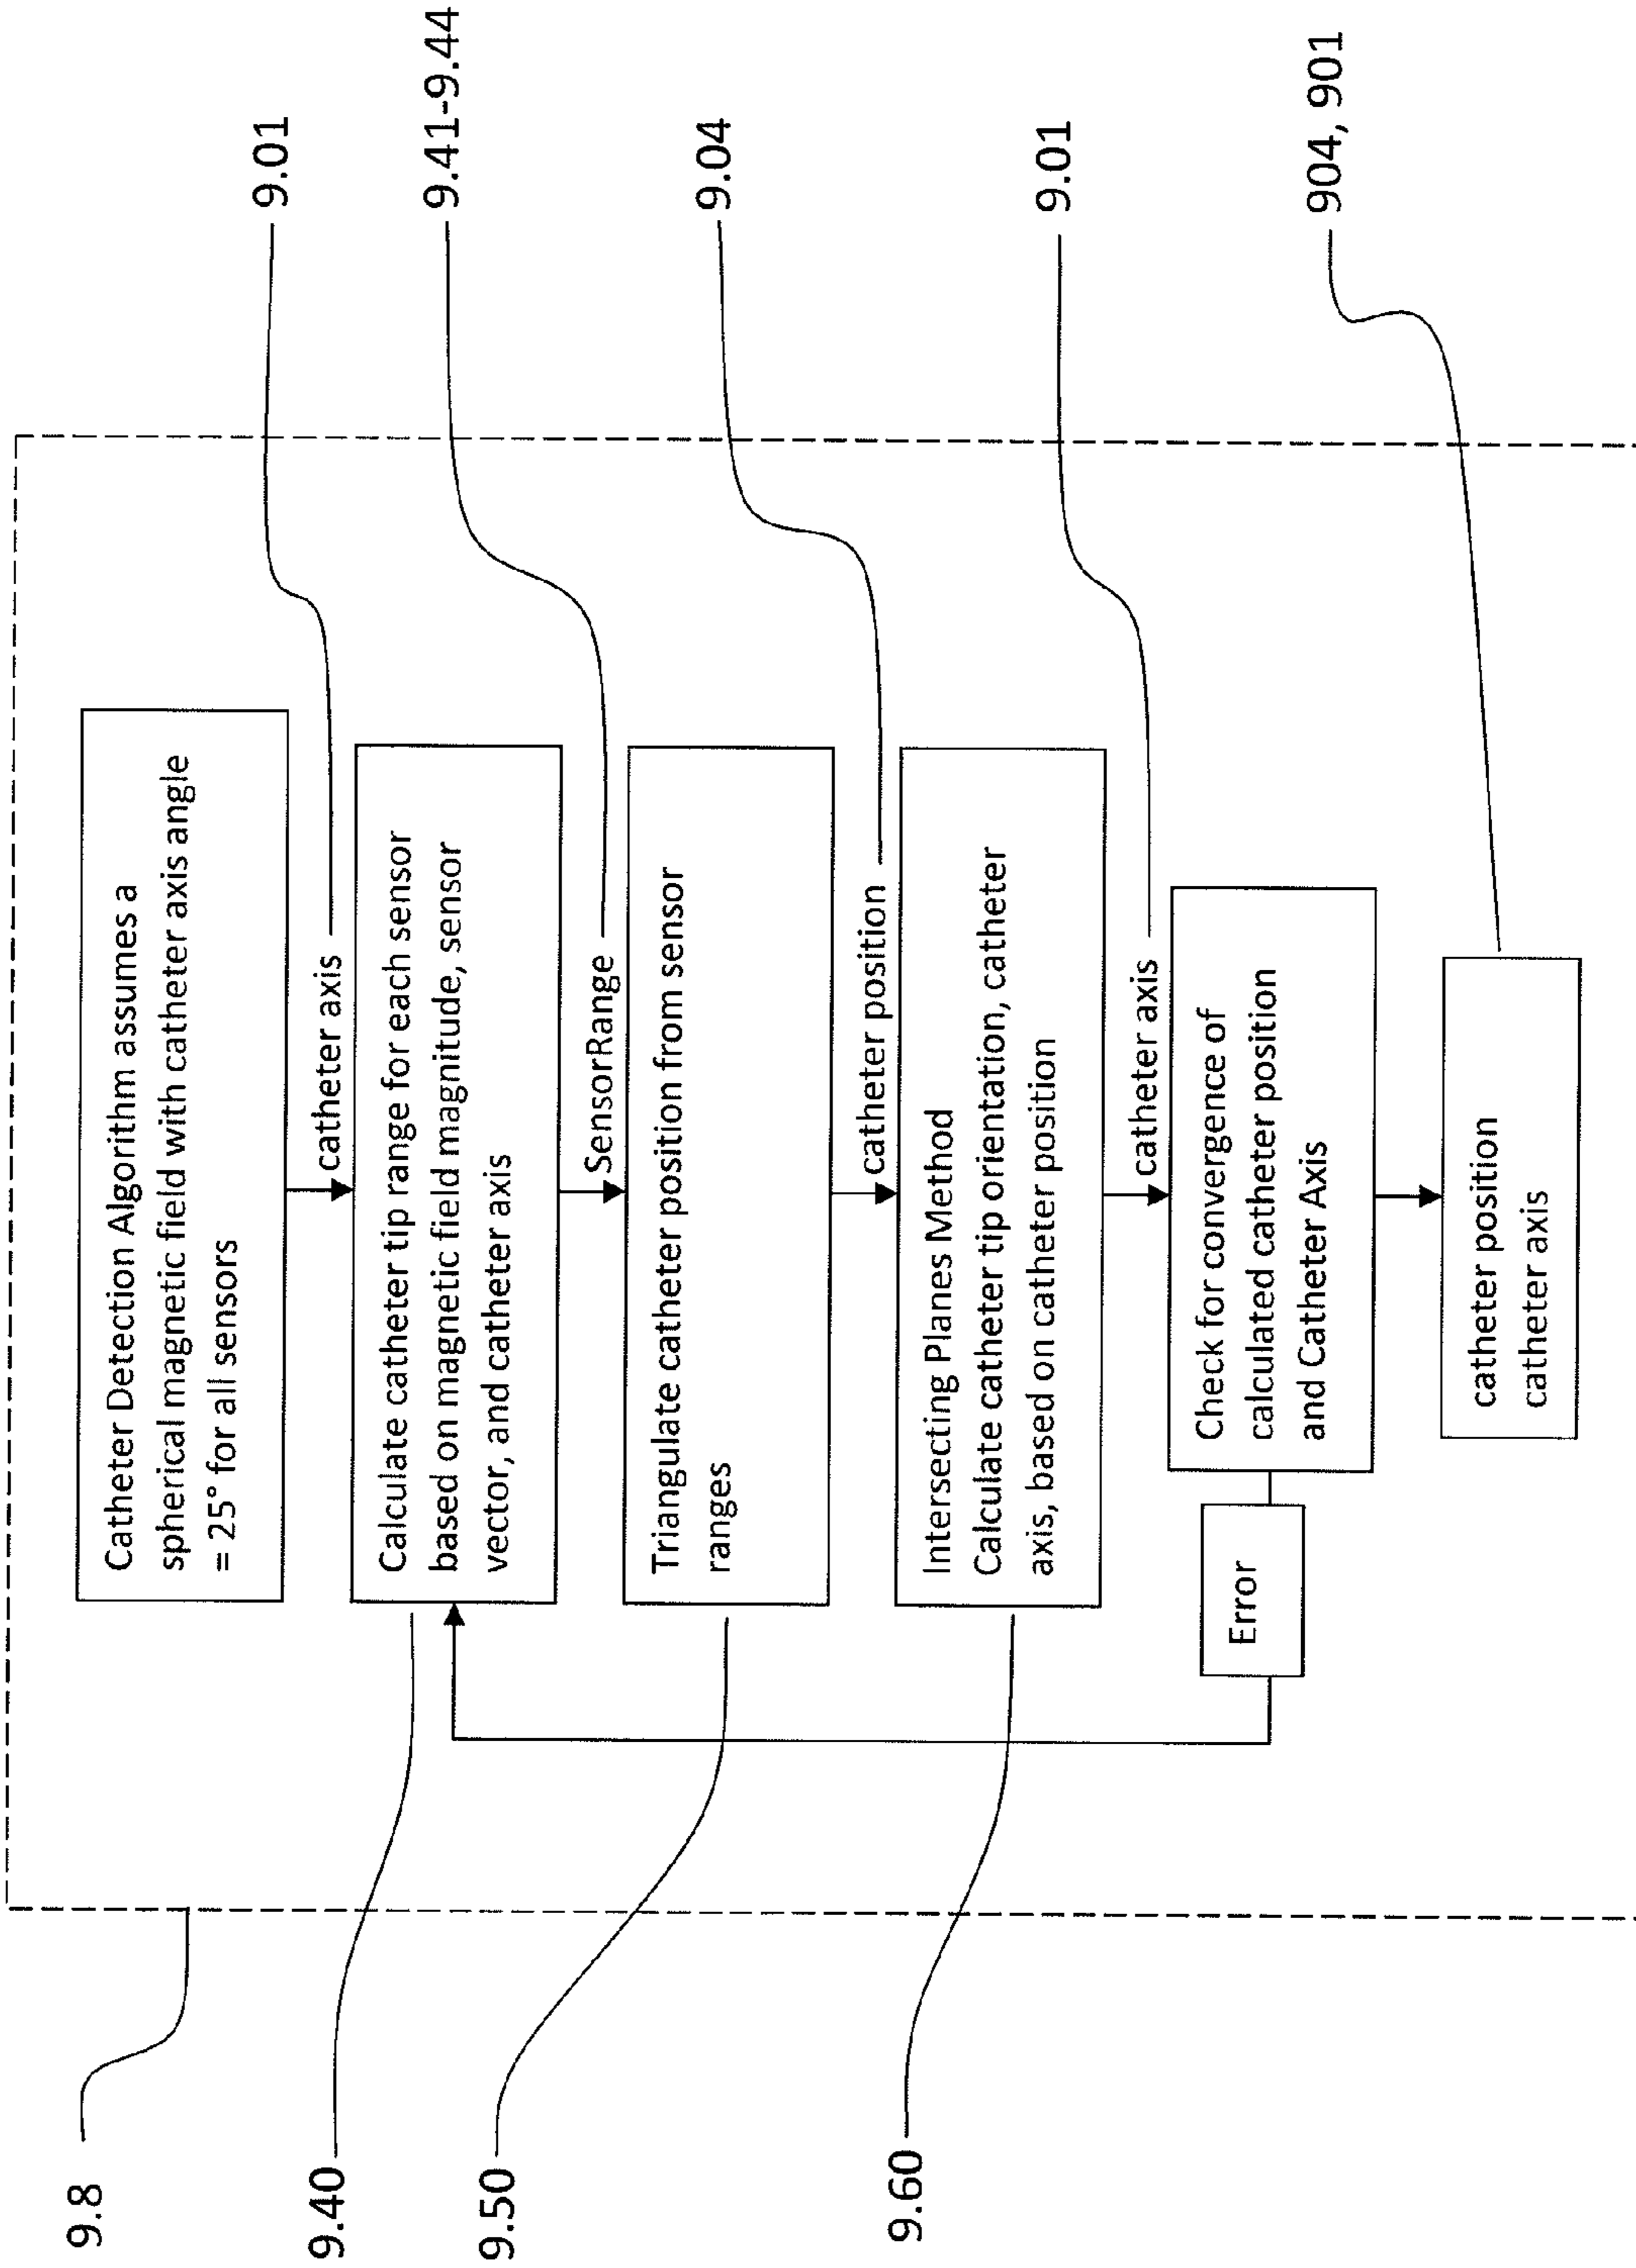 9.8
Catheter Detection Algorithm assumes a
spherical magnetic field with catheter axis angle
= 25° for all sensors
catheter axis
9.01
9.40
Calculate catheter tip range for each sensor
based on magnetic field magnitude, sensor
vector, and catheter axis
SensorRange
9.41-9.44
9.50
Triangulate catheter position from sensor
ranges
catheter position
9.04
9.60
Intersecting Planes Method
Calculate catheter tip orientation, catheter
axis, based on catheter position
catheter axis
9.01
Error
Check for convergence of
calculated catheter position
and Catheter Axis
catheter position
catheter axis
904, 901